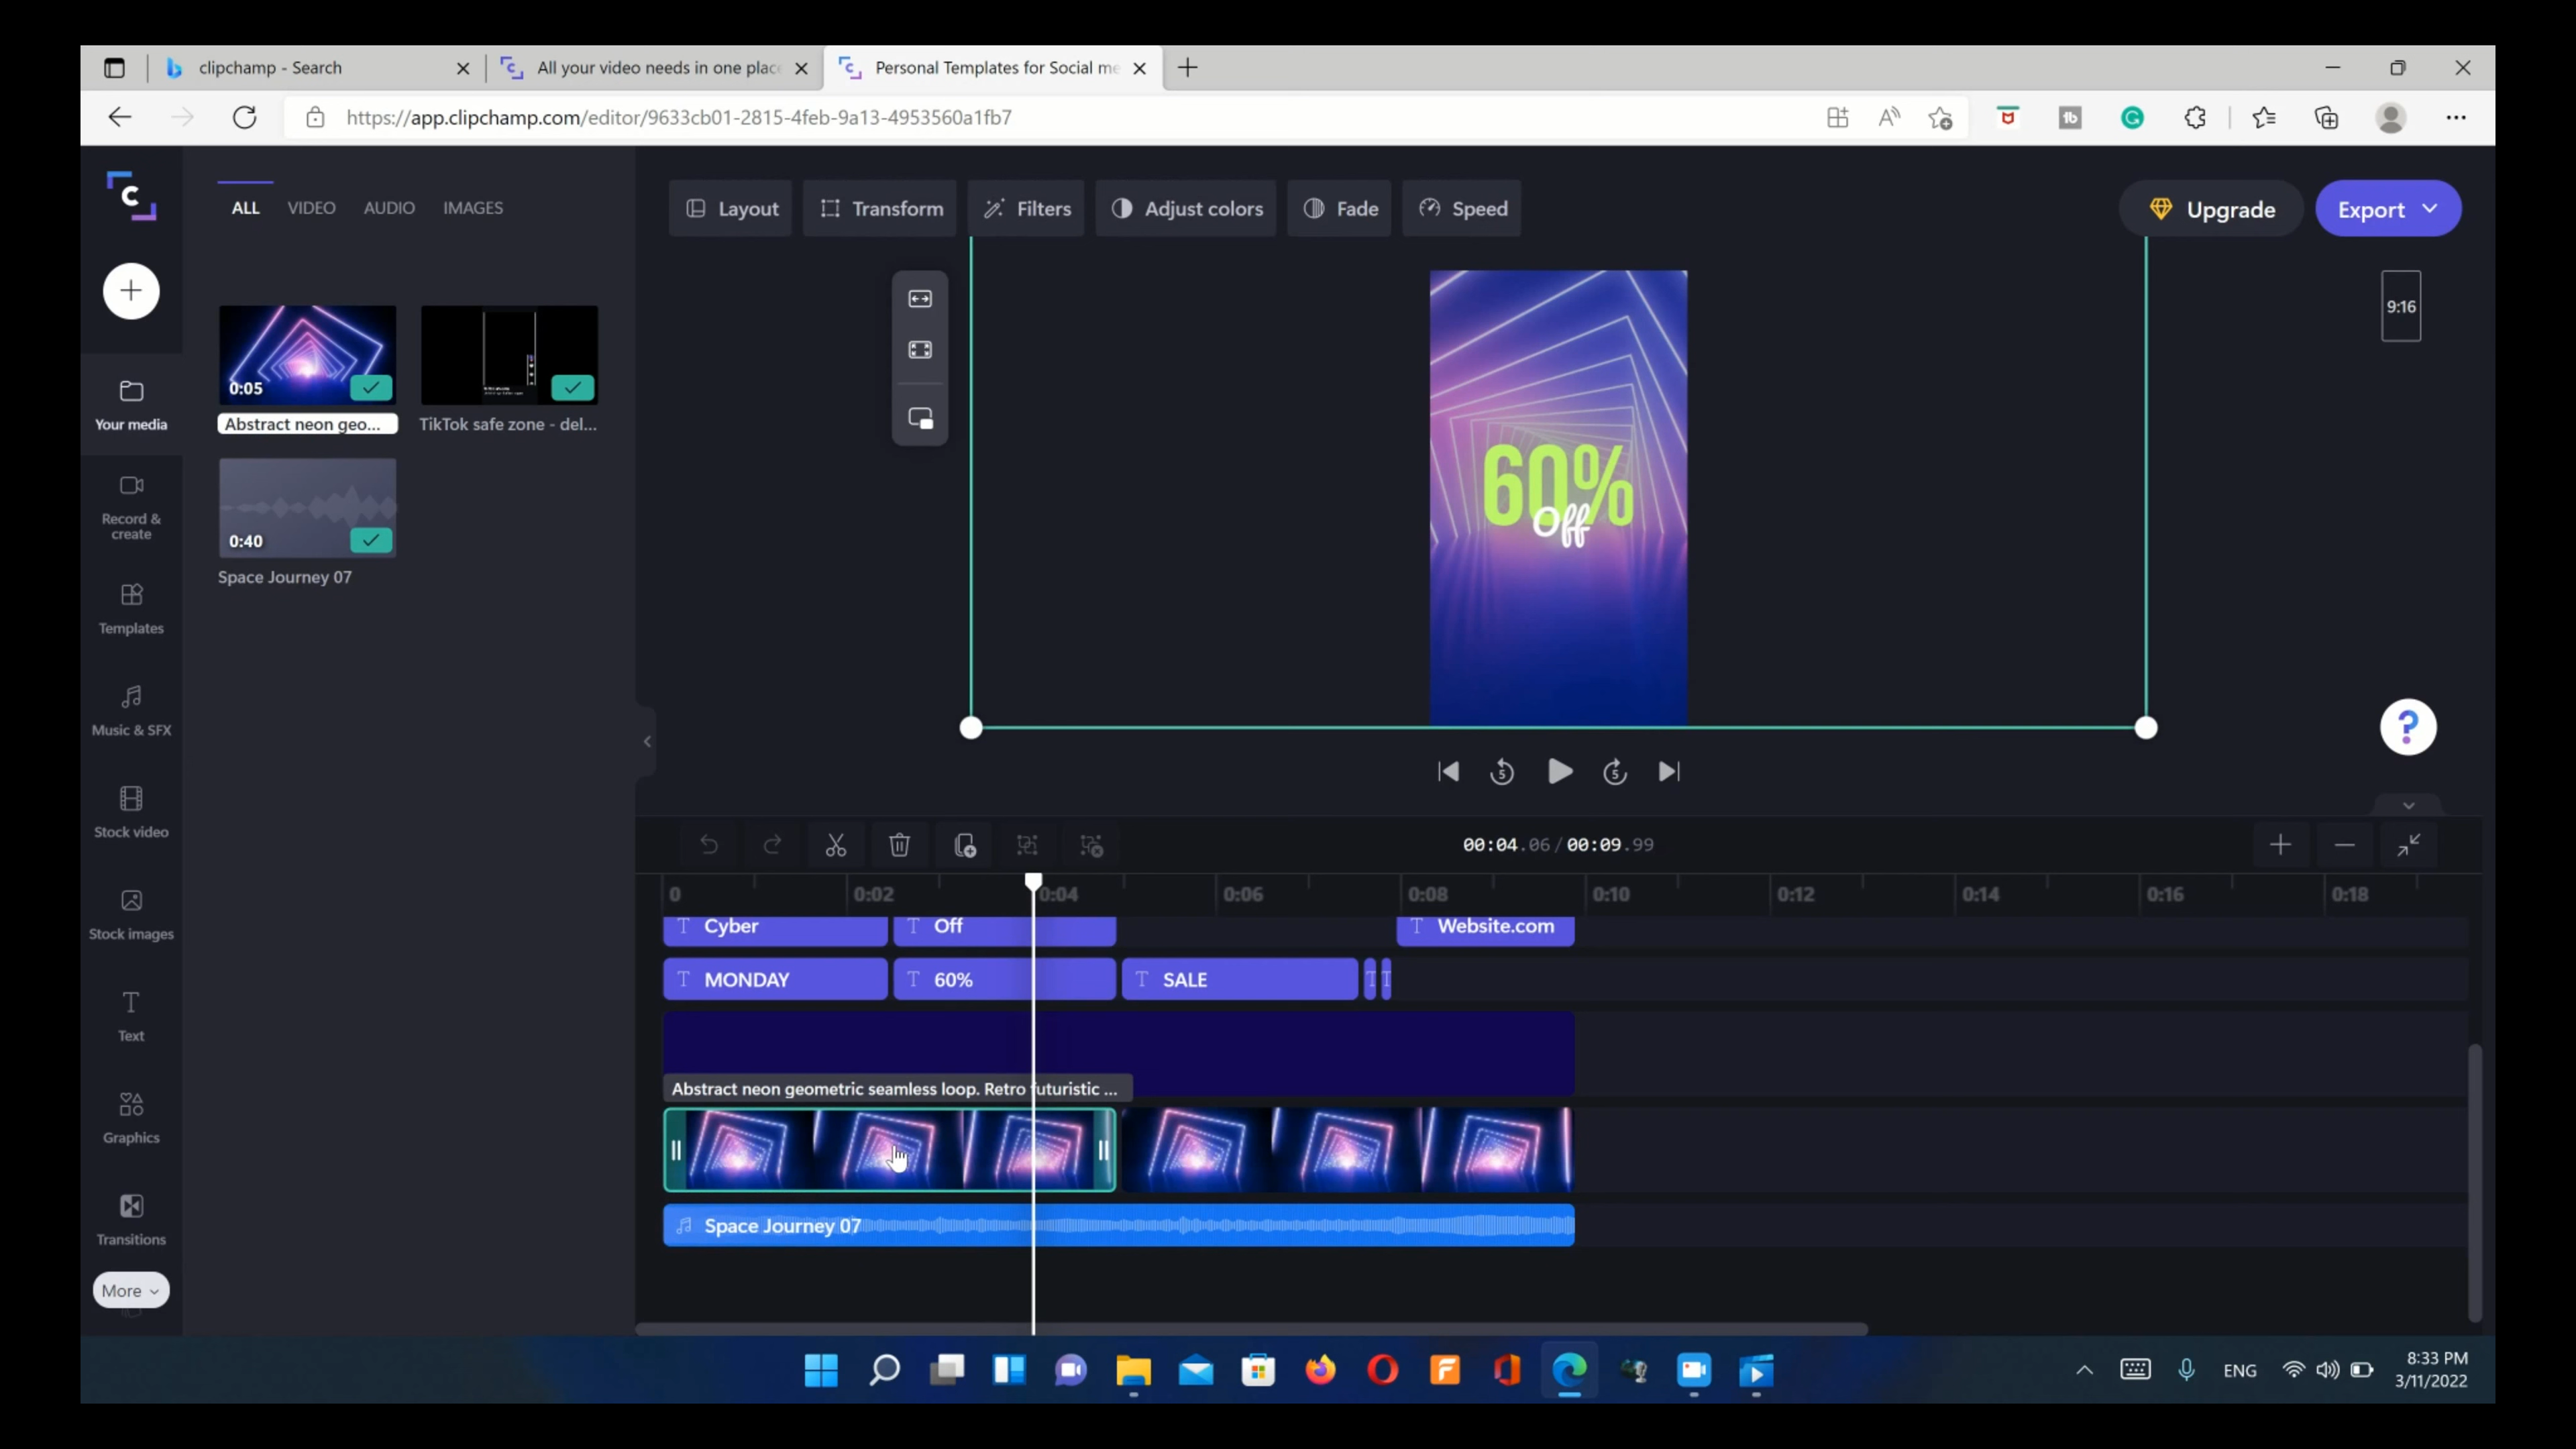 clipchamp - Search
All your video needs in one plac
Personal Templates for Social me
https://app.clipchamp.com/editor/9633cb01-2815-4feb-9a13-4953560a1fb7
ALL VIDEO AUDIO IMAGES
Layout Transform Filters Adjust colors Fade Speed
Upgrade Export
9:16
0:05
Abstract neon geo...
TikTok safe zone - del...
0:40
Space Journey 07
Your media
Record &
create
Templates
Music & SFX
Stock video
Stock images
Text
Graphics
Transitions
More
60%
Off
5 5
?
00:04.06 / 00:09.99
0 0:02 0:04 0:06 0:08 0:10 0:12 0:14 0:16 0:18
T Cyber T Off T Website.com
T MONDAY T 60% T SALE T T
Abstract neon geometric seamless loop. Retro futuristic ...
Space Journey 07
ENG
8:33 PM
3/11/2022